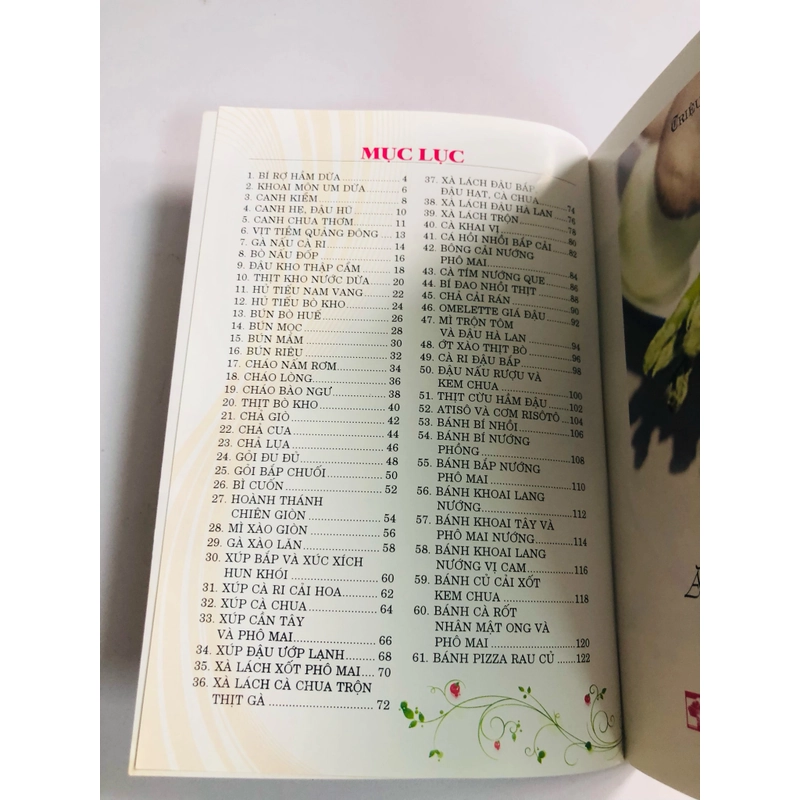 MỤC LỤC
1. BÍ RỢ HẦM DỪA 4
2. KHOAI MÔN UM DỪA 6
3. CANH KIỂM 8
4. CANH HẸ, ĐẬU HŨ 10
5. CANH CHUA THƠM 11
6. VỊT TIỀM QUẢNG ĐÔNG 13
7. GÀ NẤU CÀ RI 14
8. BÒ NẤU ĐỐP 16
9. ĐẬU KHO THẬP CẨM 18
10. THỊT KHO NƯỚC DỪA 20
11. HỦ TIẾU NAM VANG 22
12. HỦ TIẾU BÒ KHO 24
13. BÚN BÒ HUẾ 26
14. BÚN MỌC 28
15. BÚN MẮM 30
16. BÚN RIÊU 32
17. CHÁO NẤM RƠM 34
18. CHÁO LÒNG 36
19. CHÁO BÀO NGƯ 38
20. THỊT BÒ KHO 40
21. CHẢ GIÒ 42
22. CHẢ CUA 44
23. CHẢ LỤA 46
24. GỎI ĐU ĐỦ 48
25. GỎI BẮP CHUỐI 50
26. BÌ CUỐN 52
27. HOÀNH THÁNH
CHIÊN GIÒN 54
28. MÌ XÀO GIÒN 56
29. GÀ XÀO LĂN 58
30. XÚP BẮP VÀ XÚC XÍCH
HUN KHÓI 60
31. XÚP CÀ RI CẢI HOA 62
32. XÚP CÀ CHUA 64
33. XÚP CẦN TÂY
VÀ PHÔ MAI 66
34. XÚP ĐẬU ƯỚP LẠNH 68
35. XÀ LÁCH XỐT PHÔ MAI 70
36. XÀ LÁCH CÀ CHUA TRỘN
THỊT GÀ 72
37. XÀ LÁCH ĐẬU BẮP,
ĐẬU HẠT, CÀ CHUA 74
38. XÀ LÁCH ĐẬU HÀ LAN 76
39. XÀ LÁCH TRỘN 78
40. CÀ KHAI VỊ 80
41. CÁ HỒI NHỒI BẮP CẢI 82
42. BÔNG CẢI NƯỚNG
PHÔ MAI 84
43. CÀ TÍM NƯỚNG QUE 86
44. BÍ ĐAO NHỒI THỊT 88
45. CHẢ CẢI RÁN 90
46. OMELETTE GIÁ ĐẬU 92
47. MÌ TRỘN TÔM
VÀ ĐẬU HÀ LAN 94
48. ỚT XÀO THỊT BÒ 96
49. CÀ RI ĐẬU BẮP 98
50. ĐẬU NẤU RƯỢU VÀ
KEM CHUA 100
51. THỊT CỪU HẦM ĐẬU 102
52. ATISÔ VÀ CƠM RISÔTÔ 104
53. BÁNH BÍ NHỒI 106
54. BÁNH BÍ NƯỚNG
PHỒNG 108
55. BÁNH BẮP NƯỚNG
PHÔ MAI 110
56. BÁNH KHOAI LANG
NƯỚNG 112
57. BÁNH KHOAI TÂY VÀ
PHÔ MAI NƯỚNG 114
58. BÁNH KHOAI LANG
NƯỚNG VỊ CAM 116
59. BÁNH CỦ CẢI XỐT
KEM CHUA 118
60. BÁNH CÀ RỐT
NHÂN MẬT ONG VÀ
PHÔ MAI 120
61. BÁNH PIZZA RAU CỦ 122